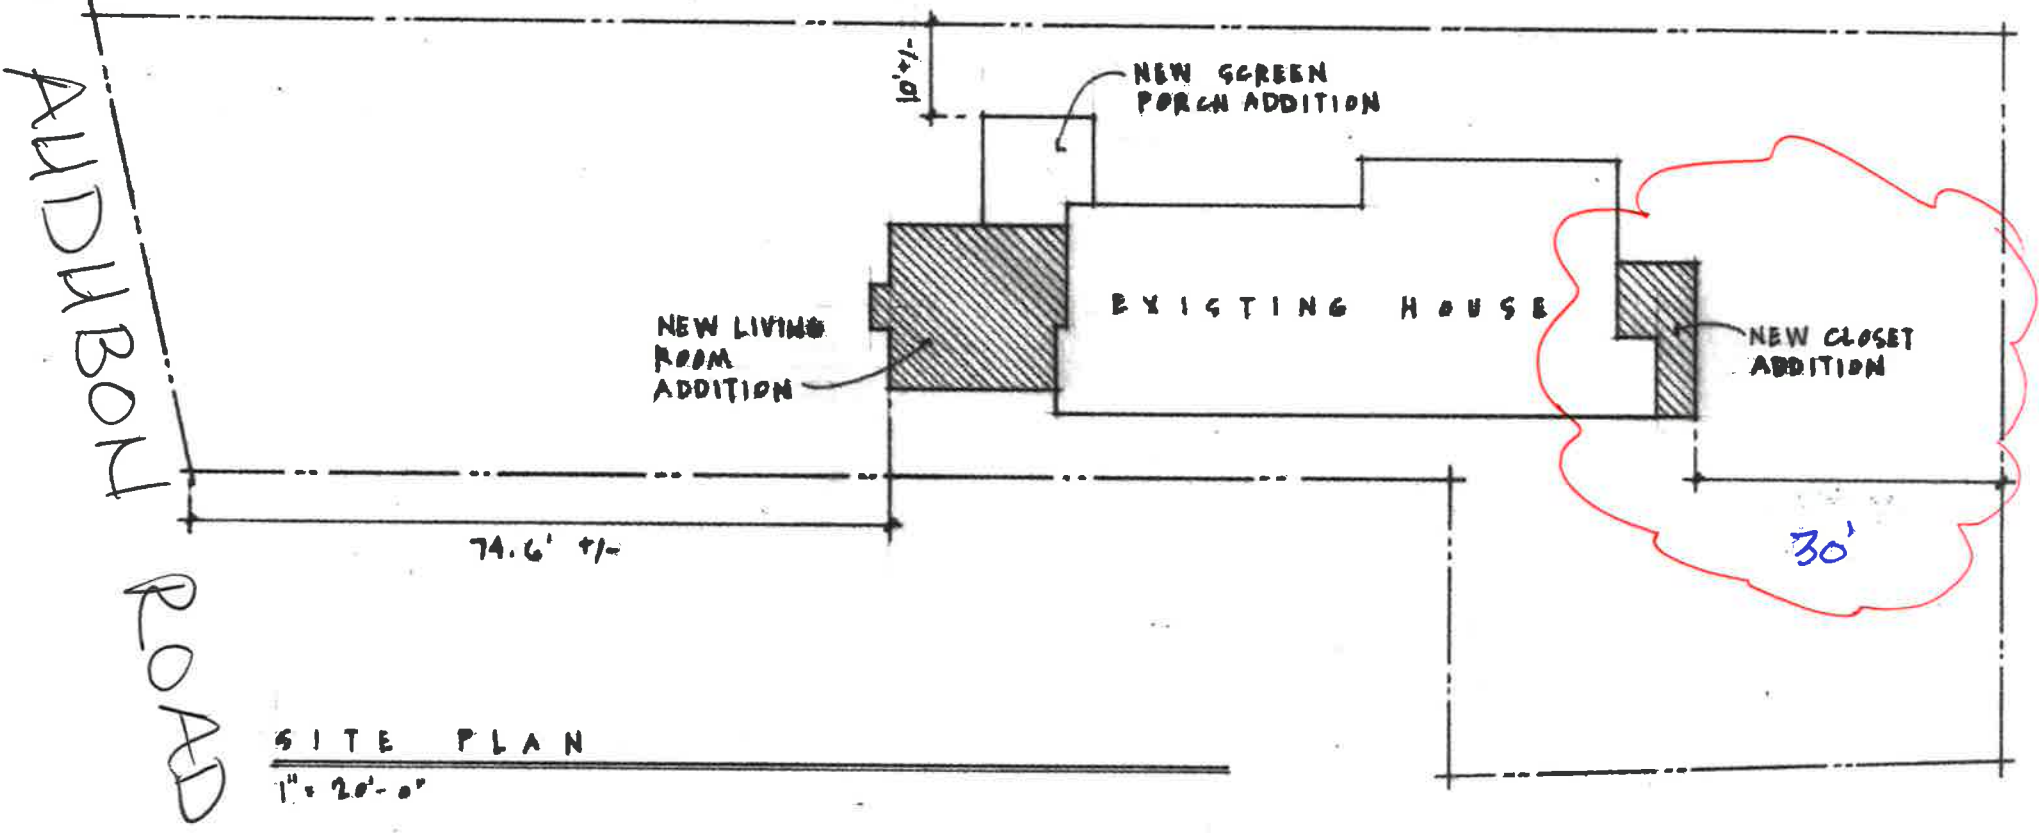 10' +/-
NEW SCREEN
PORCH ADDITION
AUDUBON ROAD
EXISTING HOUSE
NEW LIVING
ROOM
ADDITION
NEW CLOSET
ADDITION
74.6' +/-
30'
SITE PLAN
1" = 20'-0"